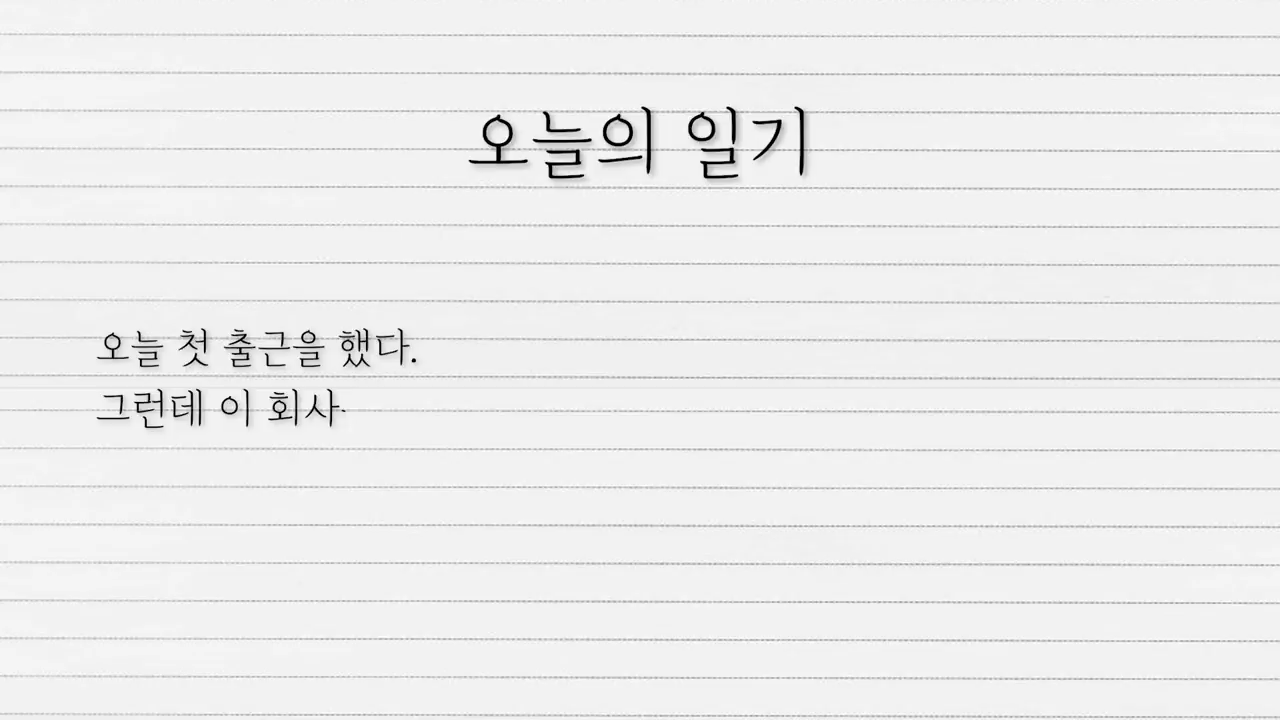 오늘의 일기
오늘 첫 출근을 했다.
그런데 이 회사